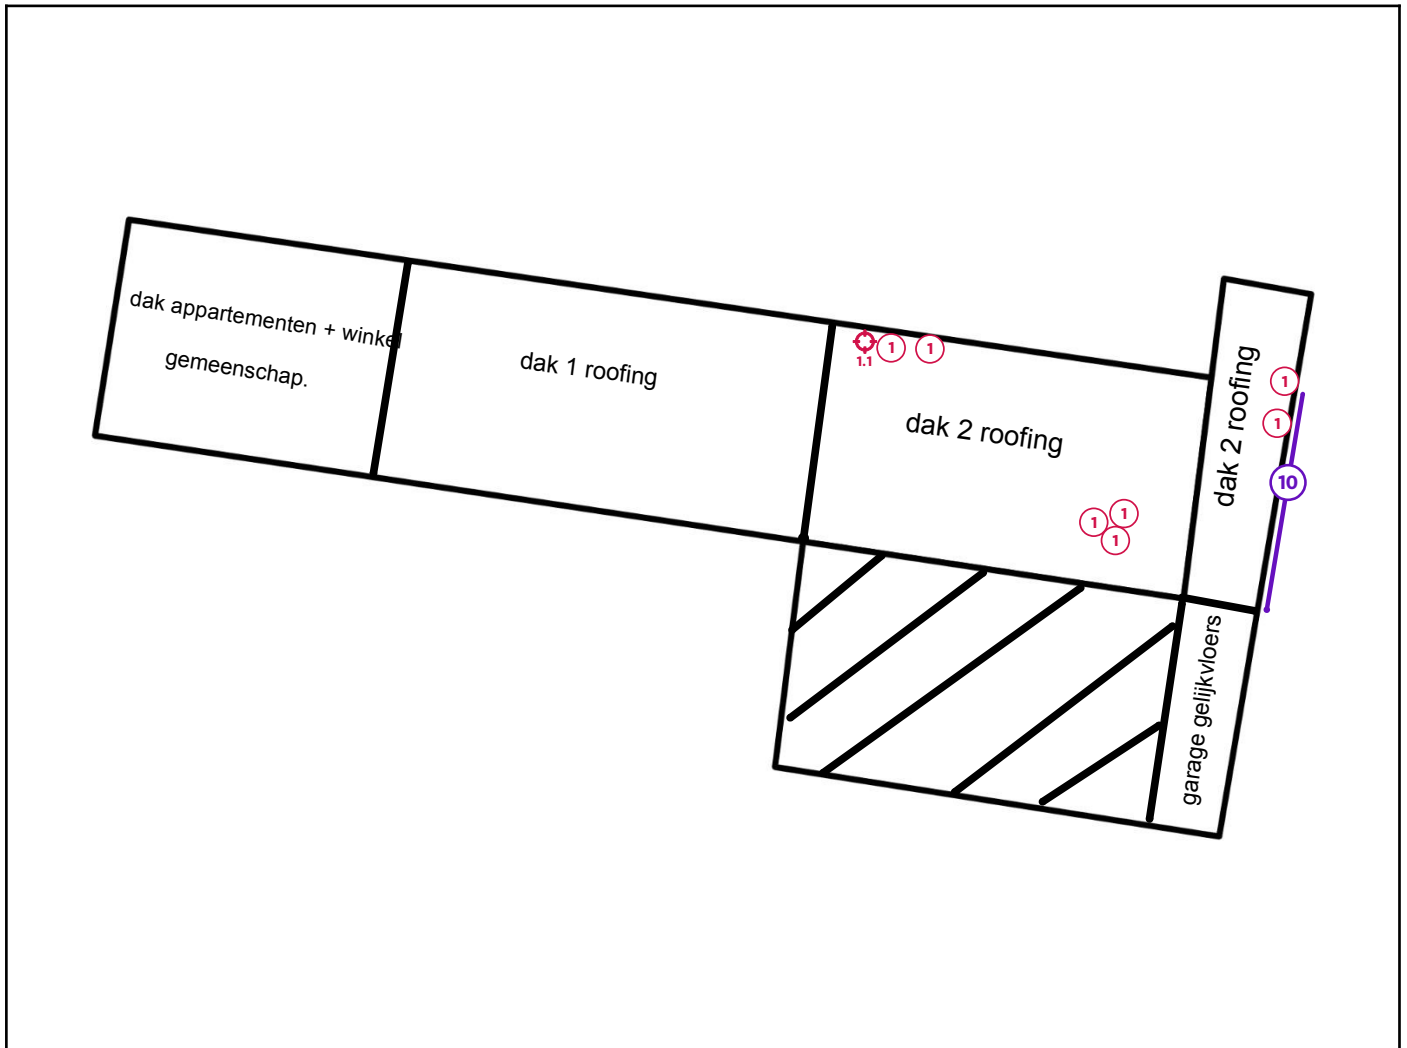 dak appartementen + winkel
gemeenschap.
dak 1 roofing
1.1
1
1
dak 2 roofing
1
1
1
dak 2 roofing
1
1
10
garage gelijkvloers